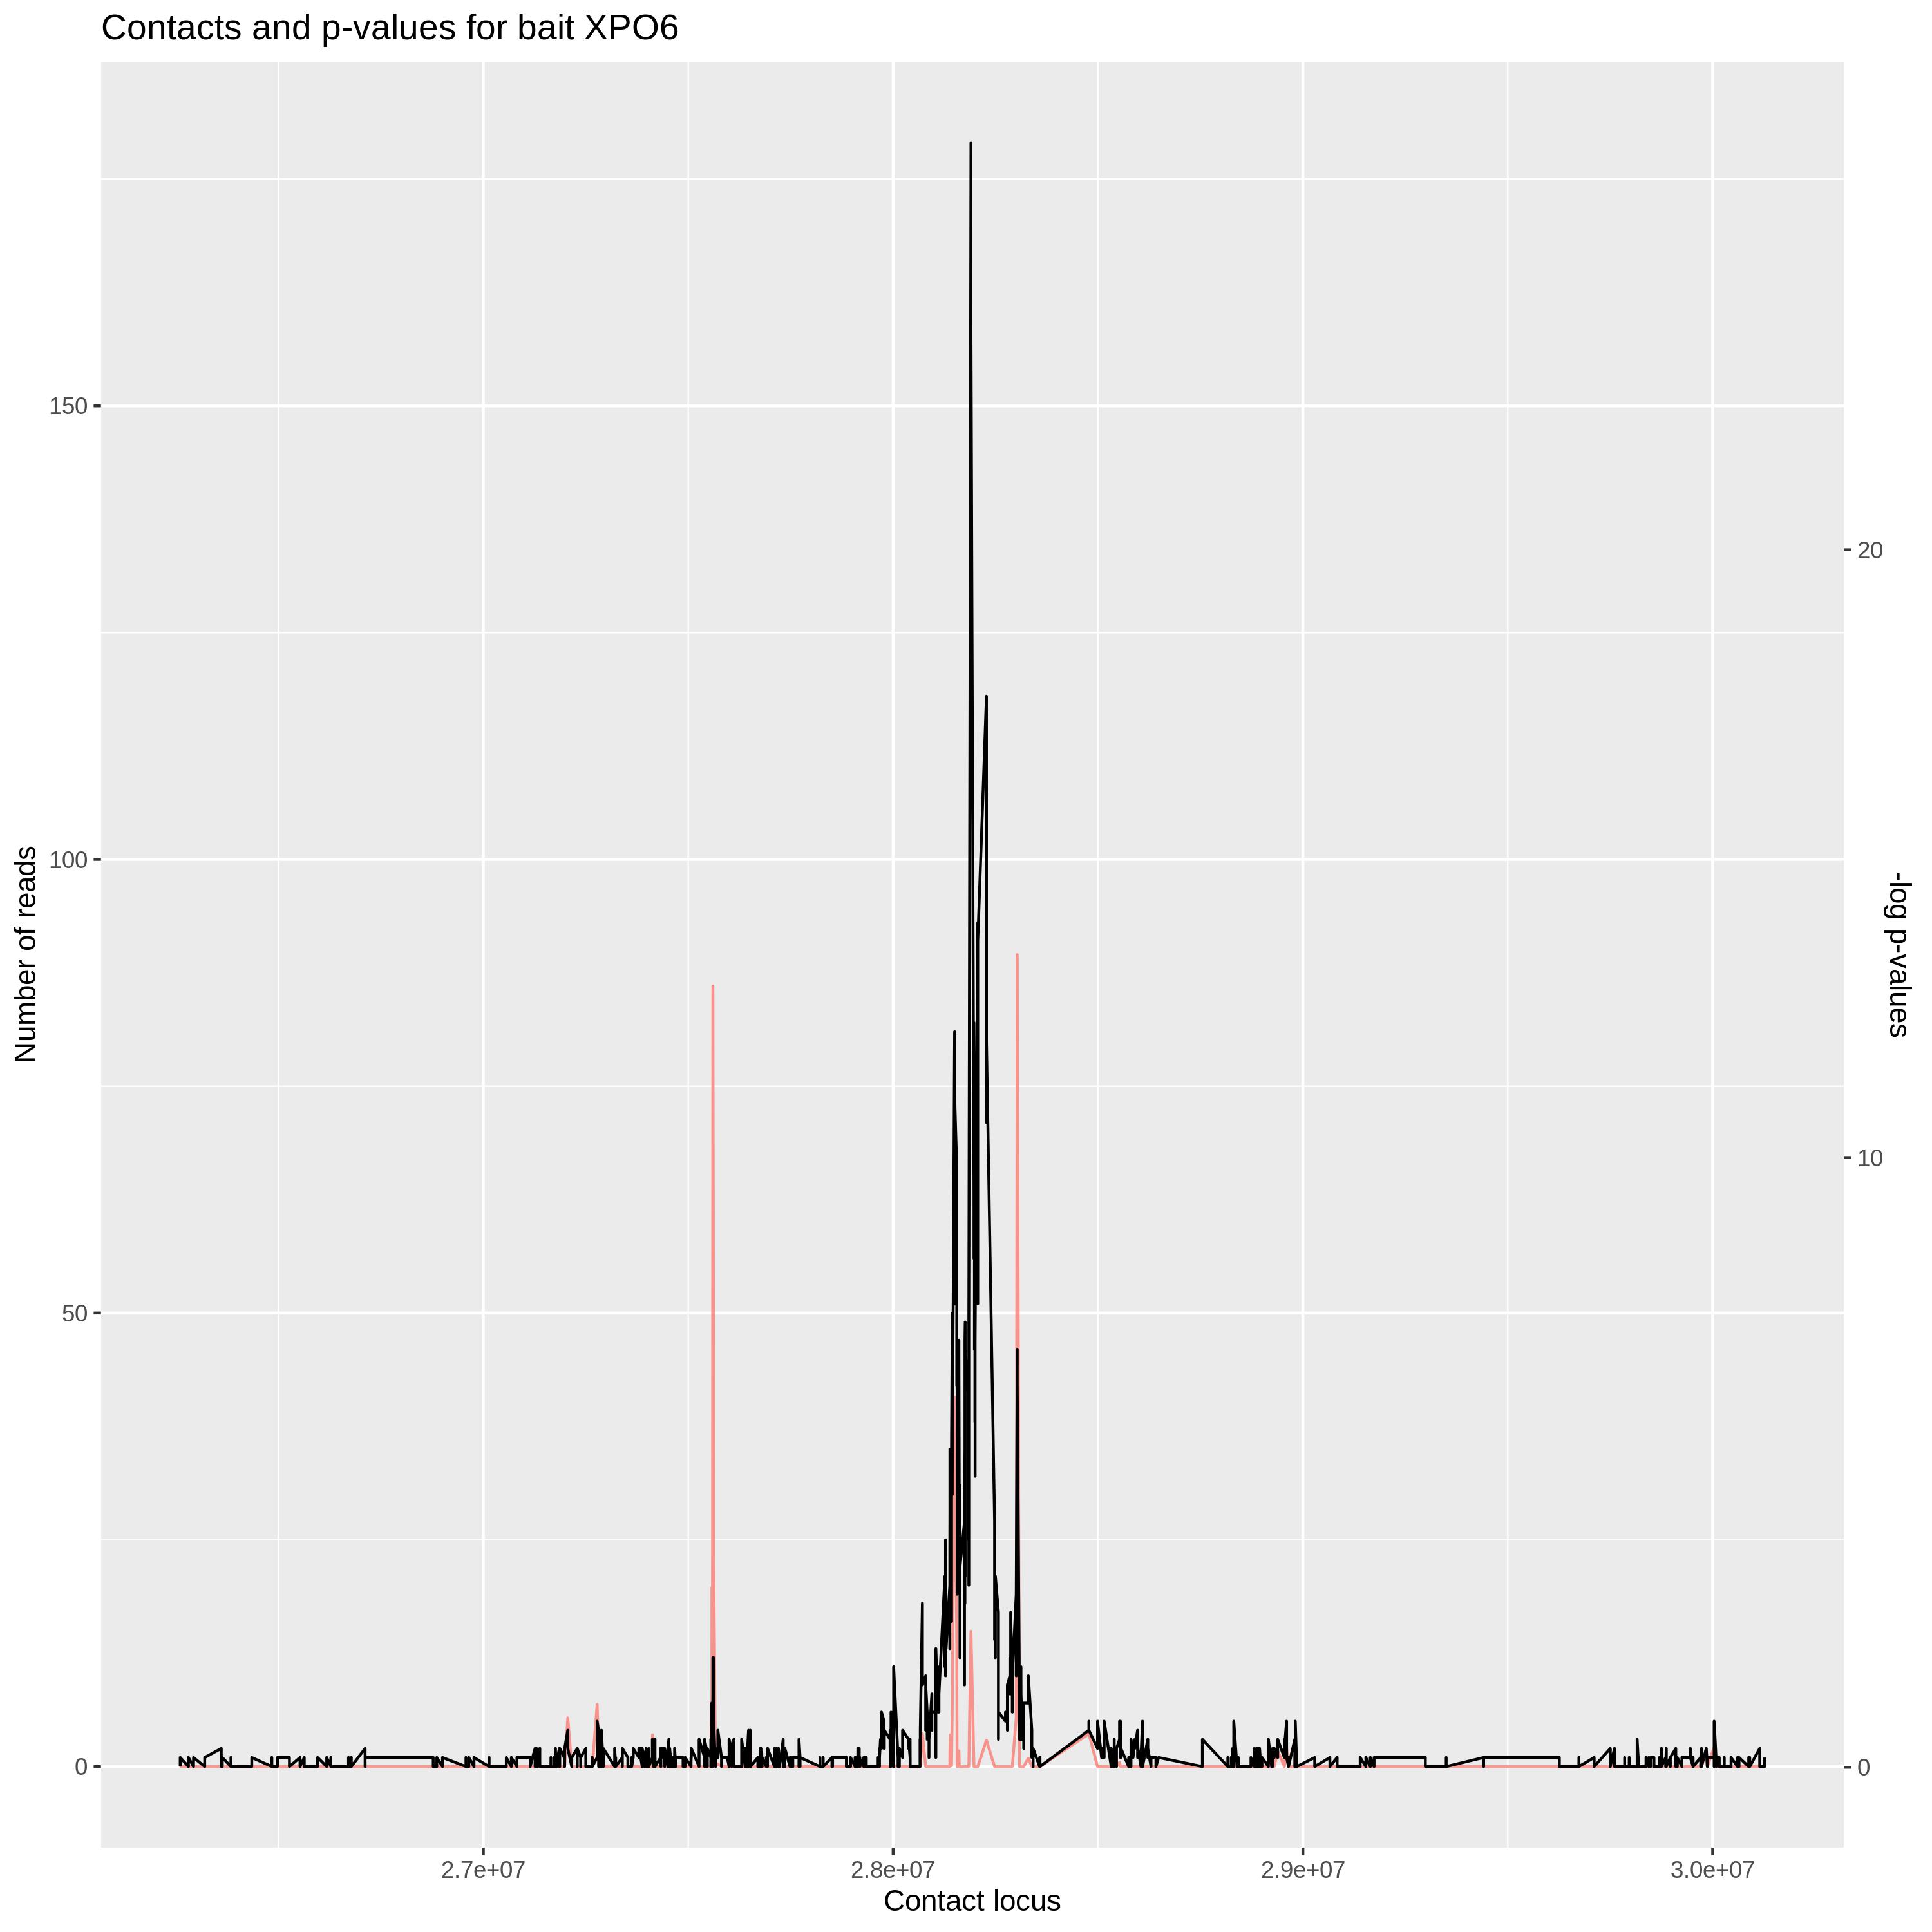 Contacts and p-values for bait XPO6
Number of reads
150
100
50
0
20
10
0
-log p-values
2.7e+07
2.8e+07
2.9e+07
3.0e+07
Contact locus